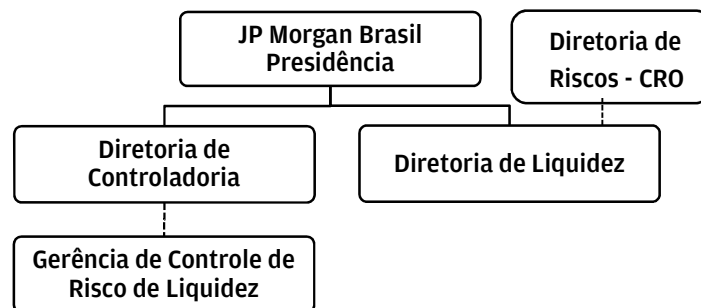 JP Morgan Brasil
Presidência
Diretoria de
Riscos - CRO
Diretoria de
Controladoria
Diretoria de Liquidez
Gerência de Controle de
Risco de Liquidez